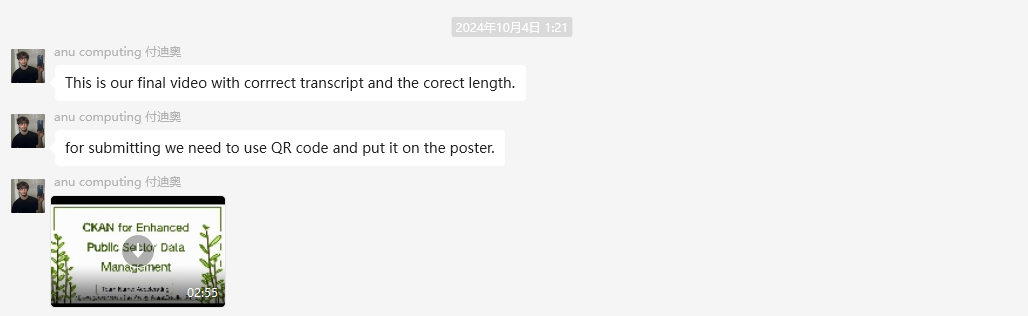 2024年10月4日 1:21
anu computing 付迪奥
This is our final video with corrrect transcript and the corect length.
anu computing 付迪奥
for submitting we need to use QR code and put it on the poster.
anu computing 付迪奥
CKAN for Enhanced
Public Sector Data
Management
Team Name: Accelerating
02:55